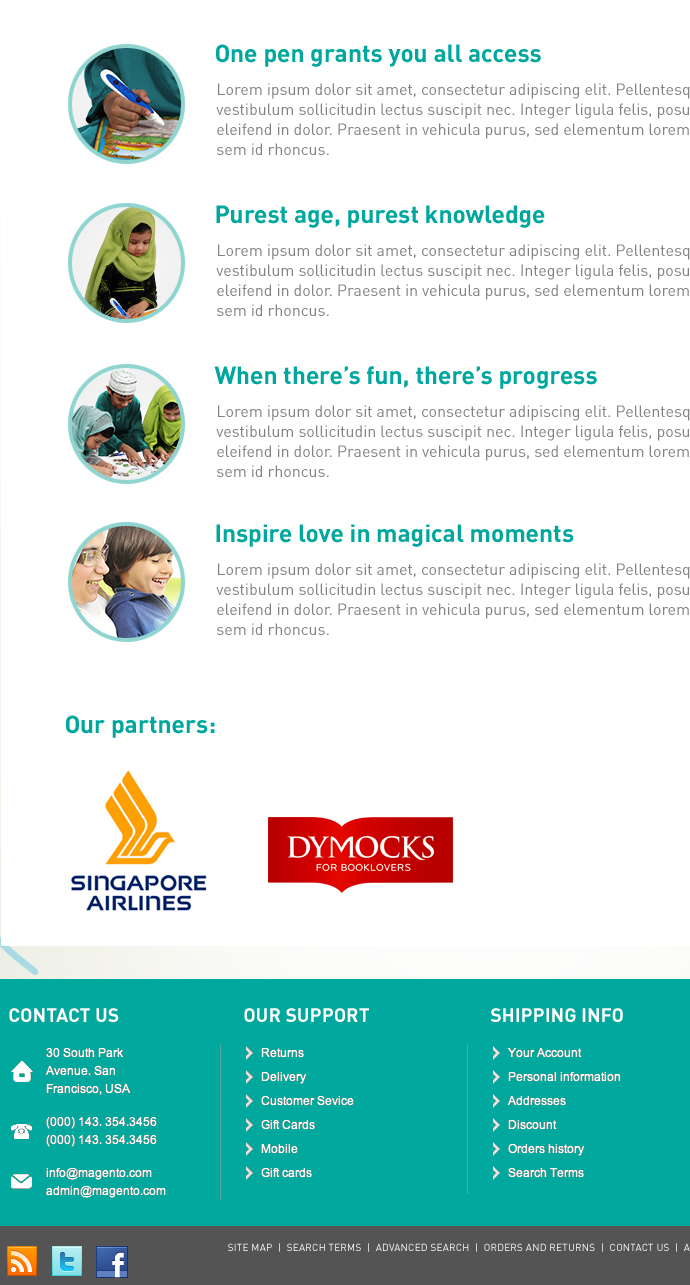 One pen grants you all access
Lorem ipsum dolor sit amet, consectetur adipiscing elit. Pellentesq
vestibulum sollicitudin lectus suscipit nec. Integer ligula felis, posu
eleifend in dolor. Praesent in vehicula purus, sed elementum lorem
sem id rhoncus.
Purest age, purest knowledge
Lorem ipsum dolor sit amet, consectetur adipiscing elit. Pellentesq
vestibulum sollicitudin lectus suscipit nec. Integer ligula felis, posu
eleifend in dolor. Praesent in vehicula purus, sed elementum lorem
sem id rhoncus.
When there's fun, there's progress
Lorem ipsum dolor sit amet, consectetur adipiscing elit. Pellentesq
vestibulum sollicitudin lectus suscipit nec. Integer ligula felis, posu
eleifend in dolor. Praesent in vehicula purus, sed elementum lorem
sem id rhoncus.
Inspire love in magical moments
Lorem ipsum dolor sit amet, consectetur adipiscing elit. Pellentesq
vestibulum sollicitudin lectus suscipit nec. Integer ligula felis, posu
eleifend in dolor. Praesent in vehicula purus, sed elementum lorem
sem id rhoncus.
Our partners:
SINGAPORE
AIRLINES
DYMOCKS
FOR BOOKLOVERS
CONTACT US
30 South Park
Avenue. San
Francisco, USA
(000) 143. 354.3456
(000) 143. 354.3456
info@magento.com
admin@magento.com
OUR SUPPORT
Returns
Delivery
Customer Sevice
Gift Cards
Mobile
Gift cards
SHIPPING INFO
Your Account
Personal information
Addresses
Discount
Orders history
Search Terms
SITE MAP | SEARCH TERMS | ADVANCED SEARCH | ORDERS AND RETURNS | CONTACT US | A